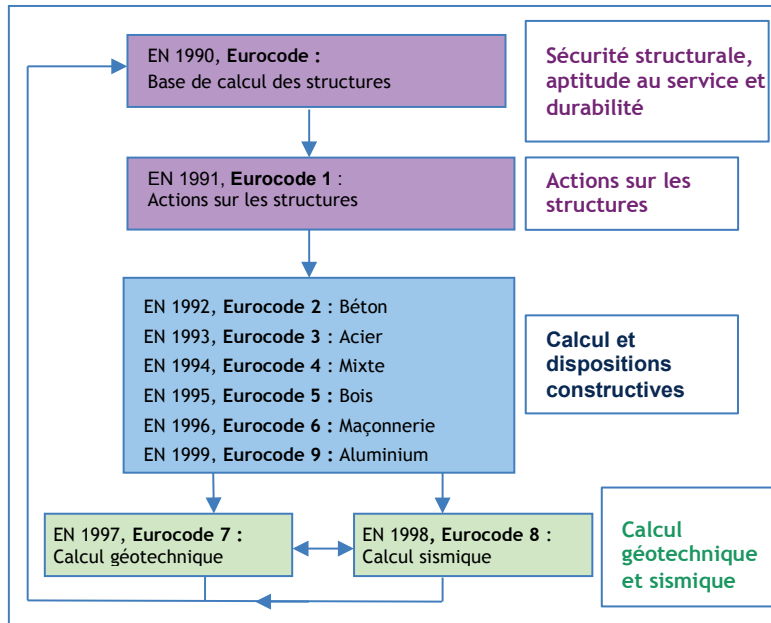 EN 1990, Eurocode :
Base de calcul des structures
Sécurité structurale,
aptitude au service et
durabilité
EN 1991, Eurocode 1 :
Actions sur les structures
Actions sur les
structures
EN 1992, Eurocode 2 : Béton
EN 1993, Eurocode 3 : Acier
EN 1994, Eurocode 4 : Mixte
EN 1995, Eurocode 5 : Bois
EN 1996, Eurocode 6 : Maçonnerie
EN 1999, Eurocode 9 : Aluminium
Calcul et
dispositions
constructives
EN 1997, Eurocode 7 :
Calcul géotechnique
EN 1998, Eurocode 8 :
Calcul sismique
Calcul
géotechnique
et sismique